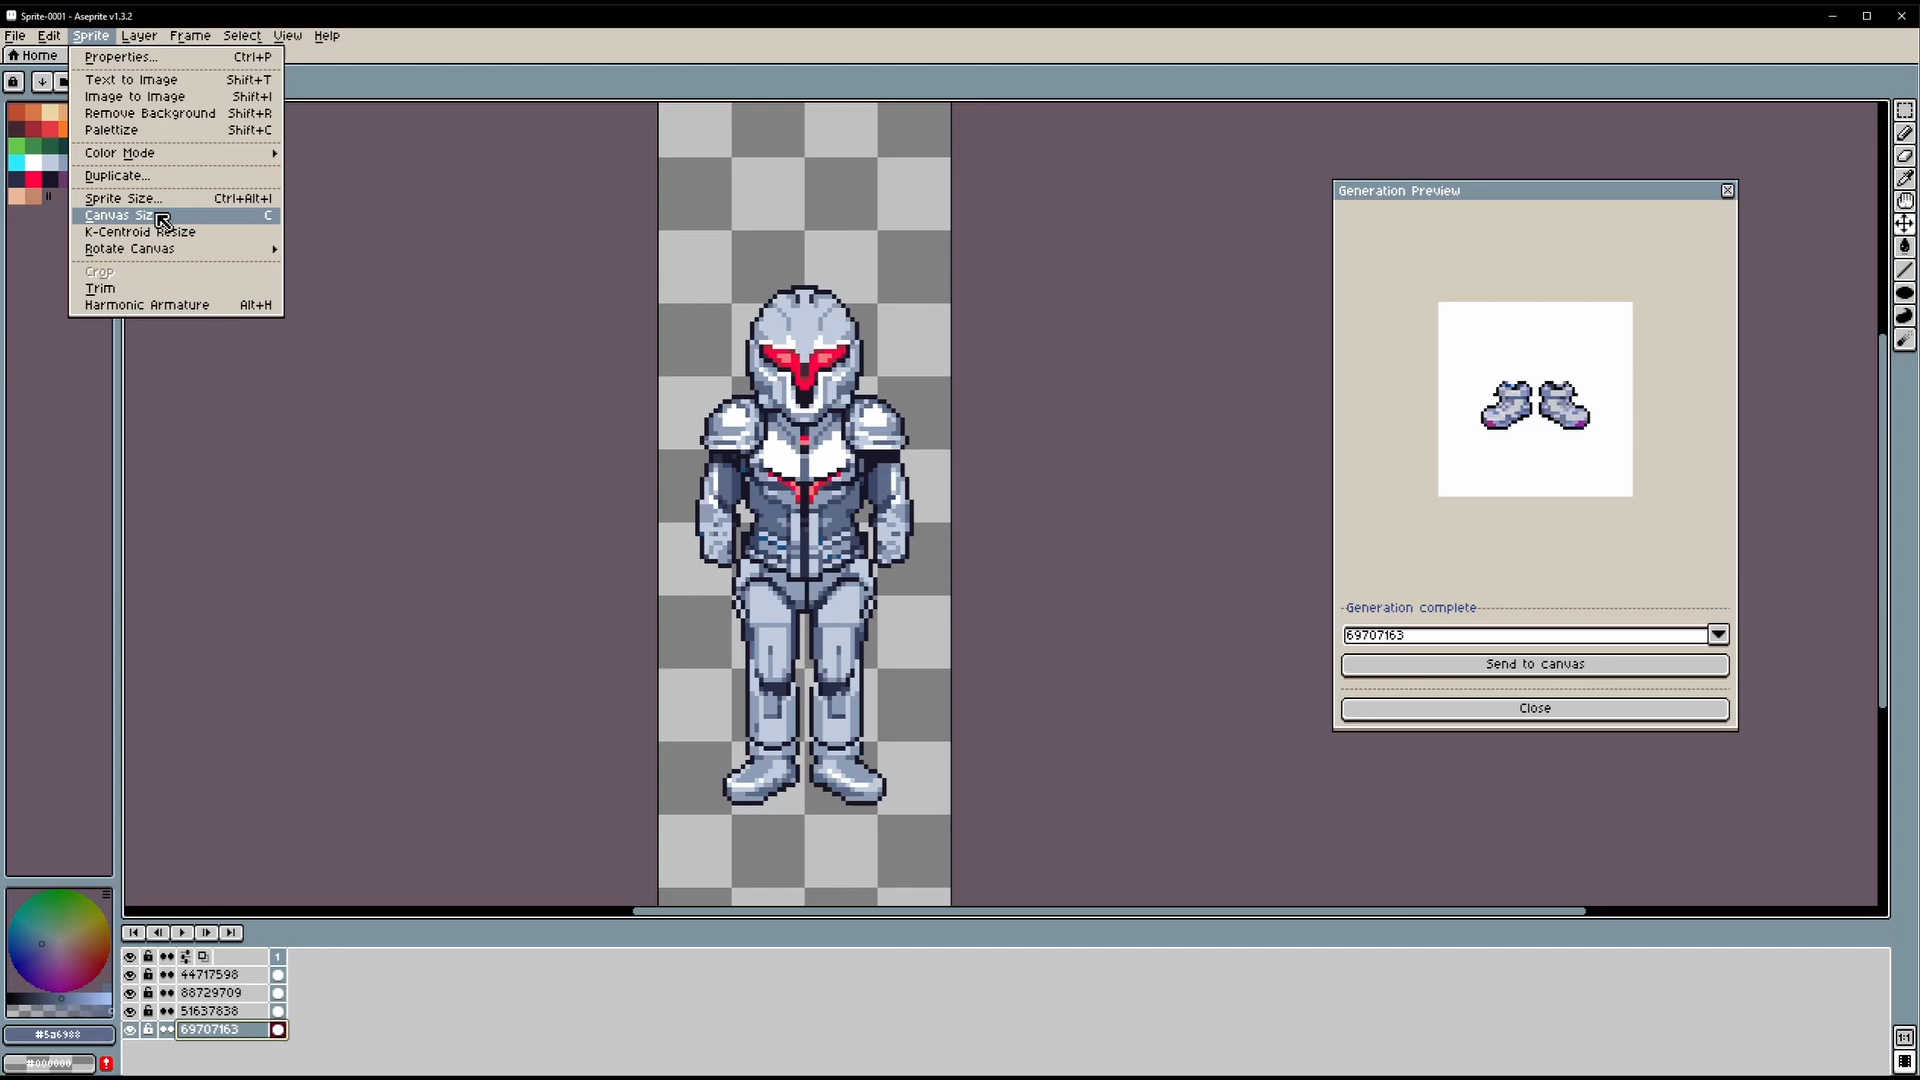 Sprite-0001 - Aseprite v1.3.2
File Edit Sprite Layer Frame Select View Help
Home
Properties... Ctrl+P
Text to Image Shift+T
Image to Image Shift+I
Remove Background Shift+R
Palettize Shift+C
Color Mode
Duplicate...
Sprite Size... Ctrl+Alt+I
Canvas C
K-Centroid Resize
Rotate Canvas
Crop
Trim
Harmonic Armature Alt+H
Generation Preview
Generation complete
69707163
Send to canvas
Close
1
44717598
88729709
51637838
69707163
#5a6988
#000000
1:1